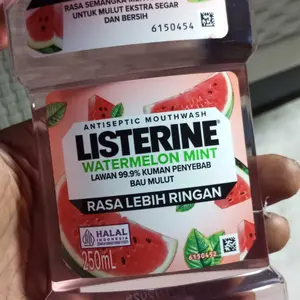 RASA SEMANGKA
UNTUK MULUT EKSTRA SEGAR
DAN BERSIH
6150454
ANTISEPTIC MOUTHWASH
LISTERINE®
WATERMELON MINT
LAWAN 99.9% KUMAN PENYEBAB
BAU MULUT
RASA LEBIH RINGAN
HALAL
INDONESIA
250mL
6150452